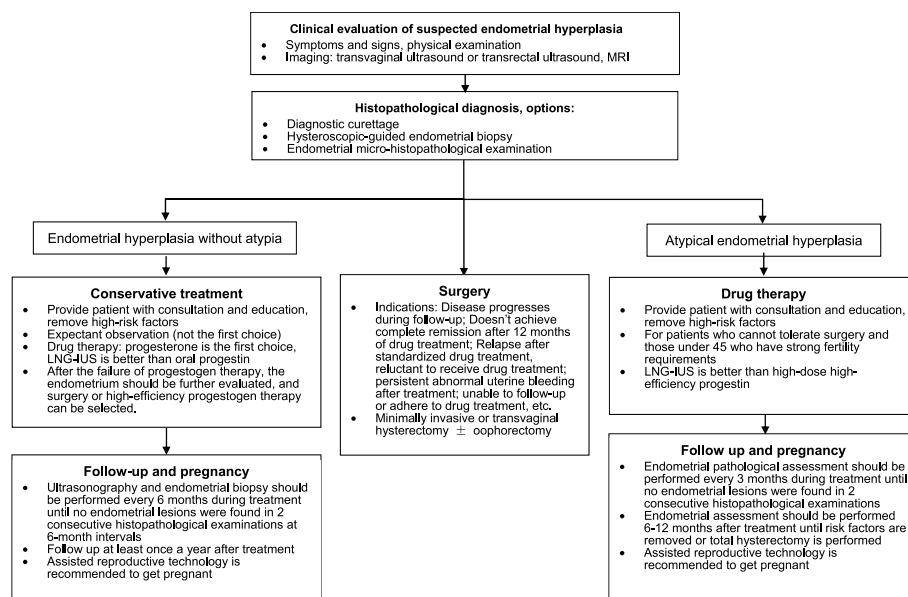 Clinical evaluation of suspected endometrial hyperplasia
• Symptoms and signs, physical examination
• Imaging: transvaginal ultrasound or transrectal ultrasound, MRI
Histopathological diagnosis, options:
• Diagnostic curettage
• Hysteroscopic-guided endometrial biopsy
• Endometrial micro-histopathological examination
Endometrial hyperplasia without atypia
Atypical endometrial hyperplasia
Conservative treatment
• Provide patient with consultation and education,
remove high-risk factors
• Expectant observation (not the first choice)
• Drug therapy: progesterone is the first choice,
LNG-IUS is better than oral progestin
• After the failure of progestogen therapy, the
endometrium should be further evaluated, and
surgery or high-efficiency progestogen therapy
can be selected.
Surgery
• Indications: Disease progresses
during follow-up; Doesn't achieve
complete remission after 12 months
of drug treatment; Relapse after
standardized drug treatment,
reluctant to receive drug treatment;
persistent abnormal uterine bleeding
after treatment; unable to follow-up
or adhere to drug treatment, etc.
• Minimally invasive or transvaginal
hysterectomy ± oophorectomy
Drug therapy
• Provide patient with consultation and education,
remove high-risk factors
• For patients who cannot tolerate surgery and
those under 45 who have strong fertility
requirements
• LNG-IUS is better than high-dose high-
efficiency progestin
Follow-up and pregnancy
• Ultrasonography and endometrial biopsy should
be performed every 6 months during treatment
until no endometrial lesions were found in 2
consecutive histopathological examinations at
6-month intervals
• Follow up at least once a year after treatment
• Assisted reproductive technology is
recommended to get pregnant
Follow up and pregnancy
• Endometrial pathological assessment should be
performed every 3 months during treatment until
no endometrial lesions were found in 2
consecutive histopathological examinations
• Endometrial assessment should be performed
6-12 months after treatment until risk factors are
removed or total hysterectomy is performed
• Assisted reproductive technology is
recommended to get pregnant